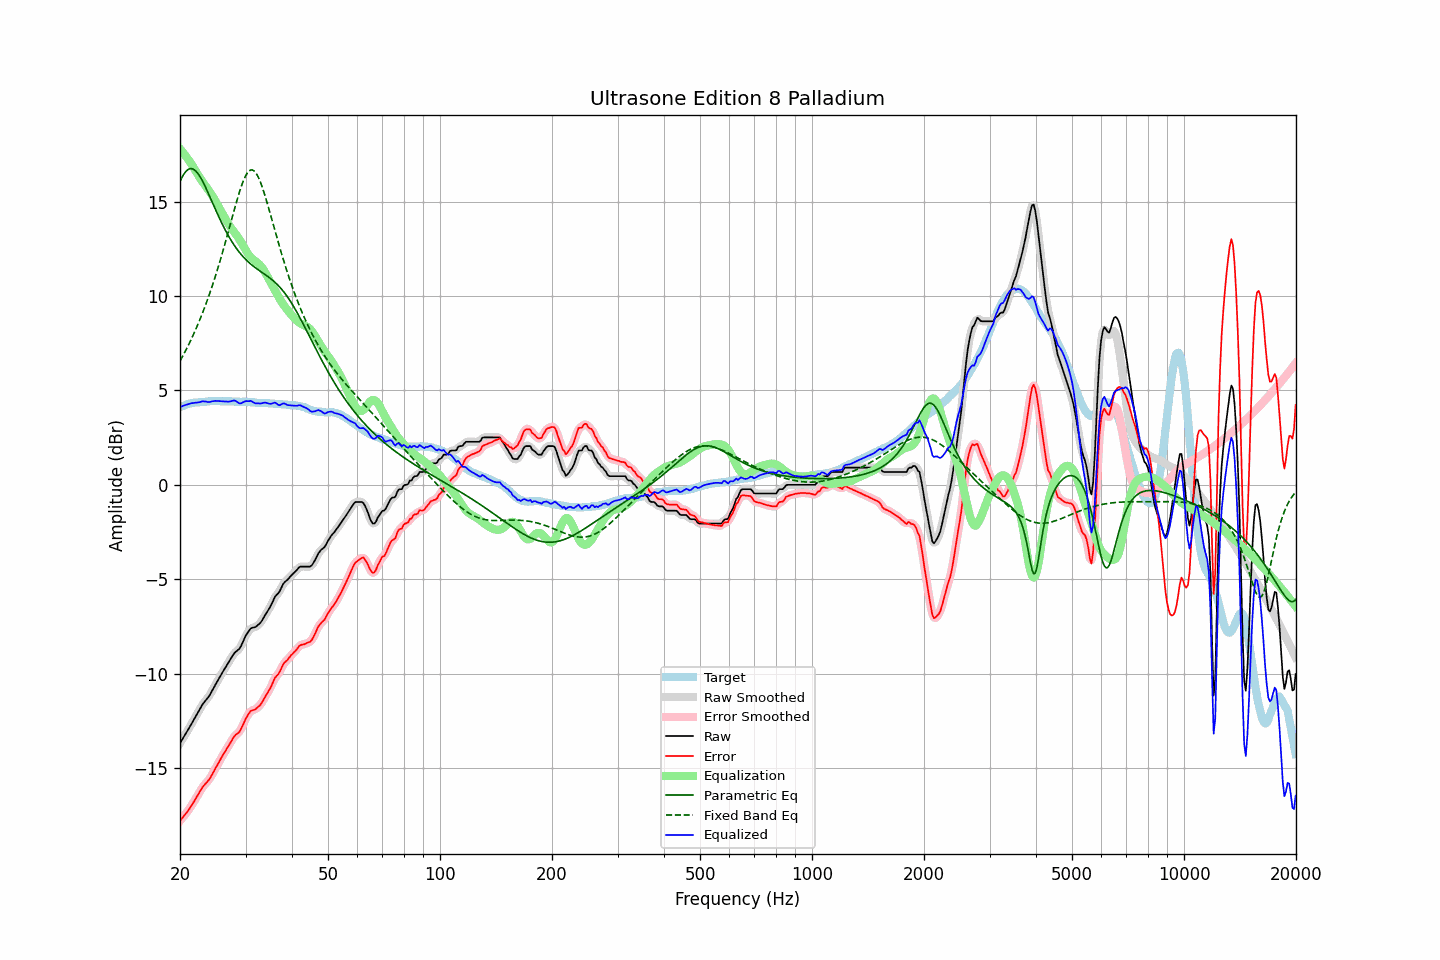 Ultrasone Edition 8 Palladium
Amplitude (dBr)
15
10
5
0
−5
−10
−15
20
50
100
200
500
1000
2000
5000
10000
20000
Frequency (Hz)
Target
Raw Smoothed
Error Smoothed
Raw
Error
Equalization
Parametric Eq
Fixed Band Eq
Equalized